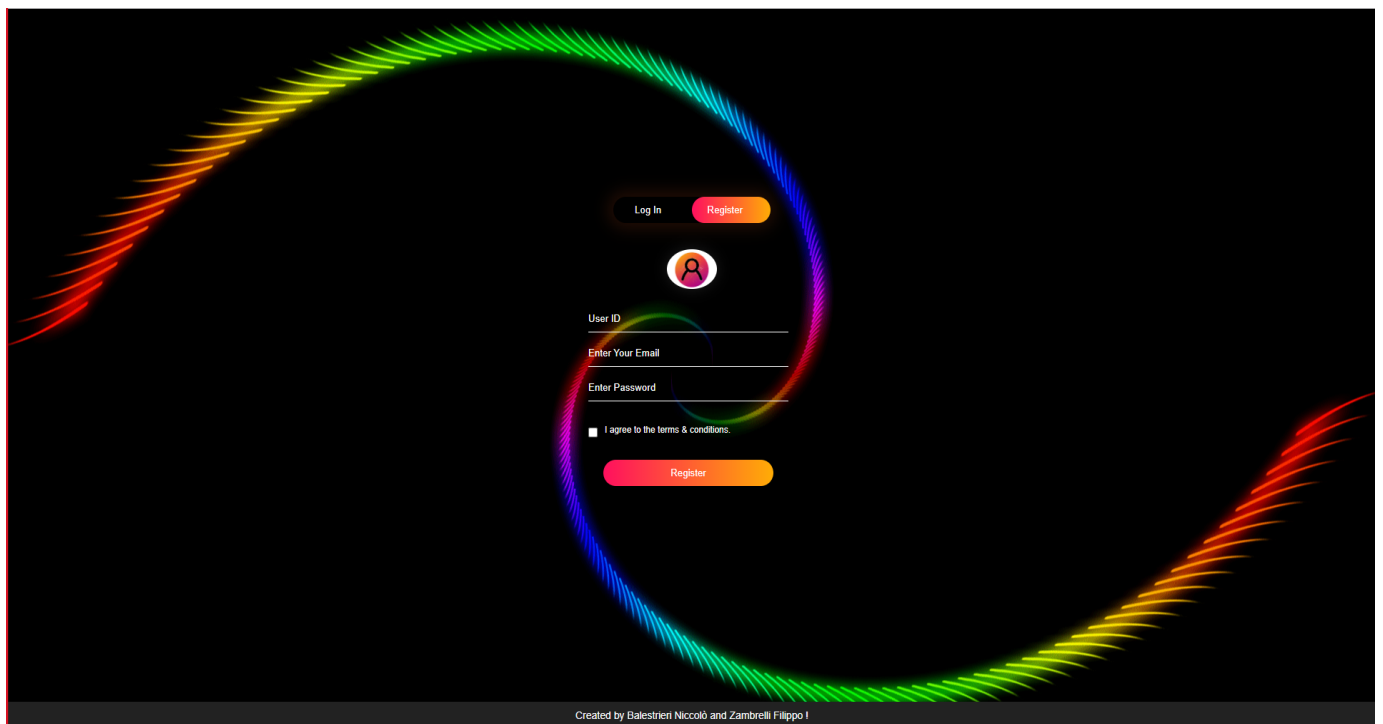 Log In Register
User ID
Enter Your Email
Enter Password
I agree to the terms & conditions.
Register
Created by Balestrieri Niccolò and Zambrelli Filippo !